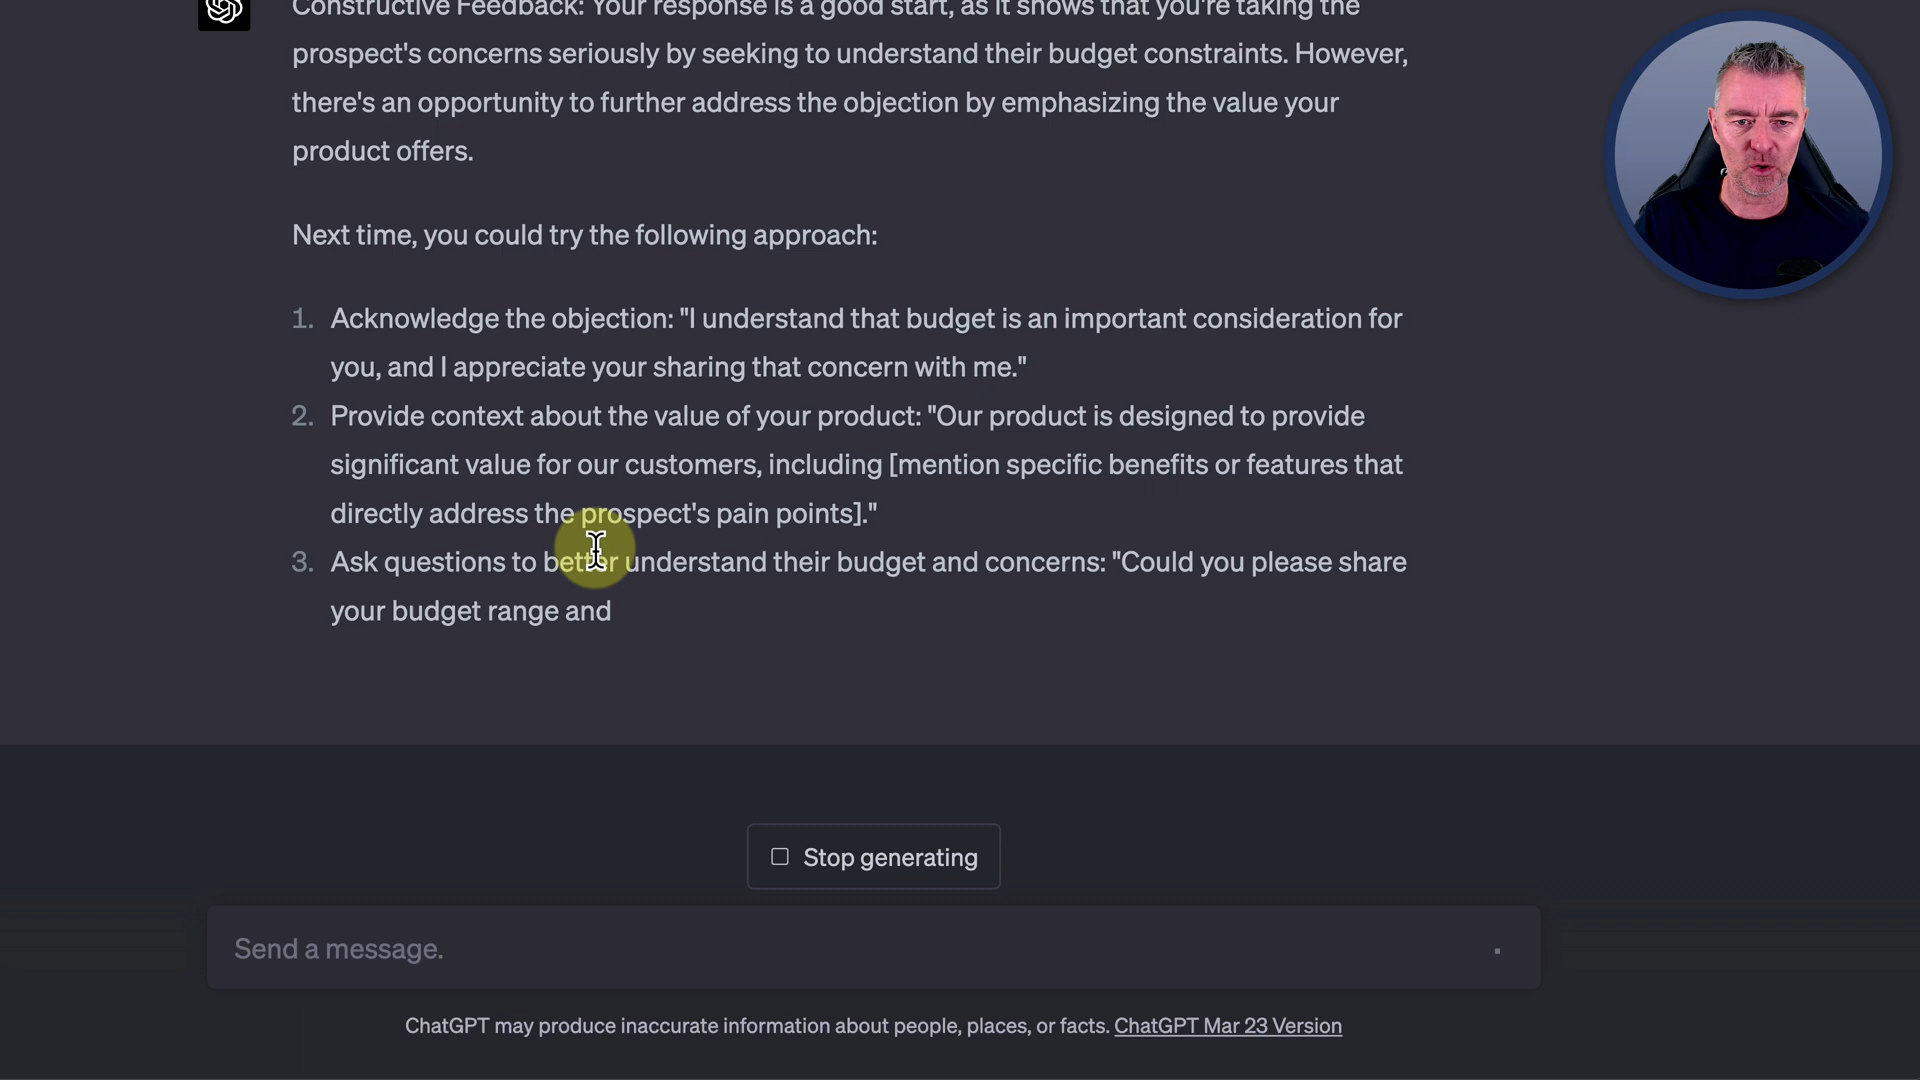 Constructive Feedback: Your response is a good start, as it shows that you're taking the
prospect's concerns seriously by seeking to understand their budget constraints. However,
there's an opportunity to further address the objection by emphasizing the value your
product offers.
Next time, you could try the following approach:
1. Acknowledge the objection: "I understand that budget is an important consideration for
you, and I appreciate your sharing that concern with me."
2. Provide context about the value of your product: "Our product is designed to provide
significant value for our customers, including [mention specific benefits or features that
directly address the prospect's pain points]."
3. Ask questions to better understand their budget and concerns: "Could you please share
your budget range and
Stop generating
Send a message.
ChatGPT may produce inaccurate information about people, places, or facts. ChatGPT Mar 23 Version